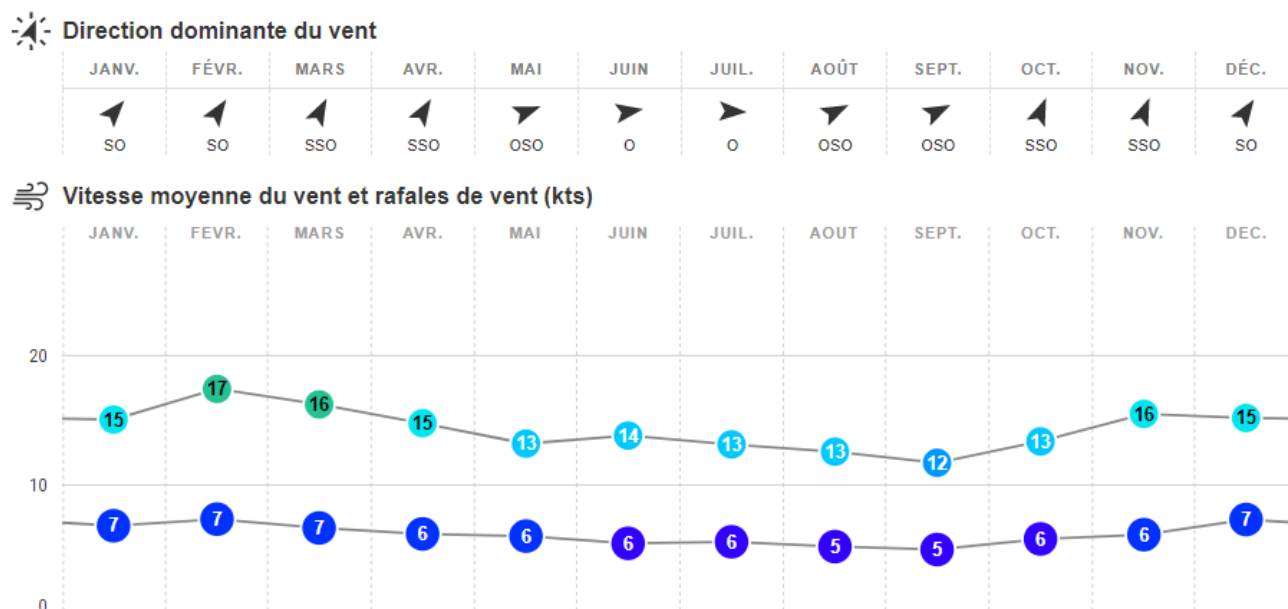 Direction dominante du vent
JANV. FÉVR. MARS AVR. MAI JUIN JUIL. AOÛT SEPT. OCT. NOV. DÉC.
SO SO SSO SSO OSO O O OSO OSO SSO SSO SO
Vitesse moyenne du vent et rafales de vent (kts)
JANV. FEVR. MARS AVR. MAI JUIN JUIL. AOUT SEPT. OCT. NOV. DEC.
20
15 17 16 15 13 14 13 13 12 13 16 15
10
7 7 7 6 6 6 6 5 5 6 6 7
0